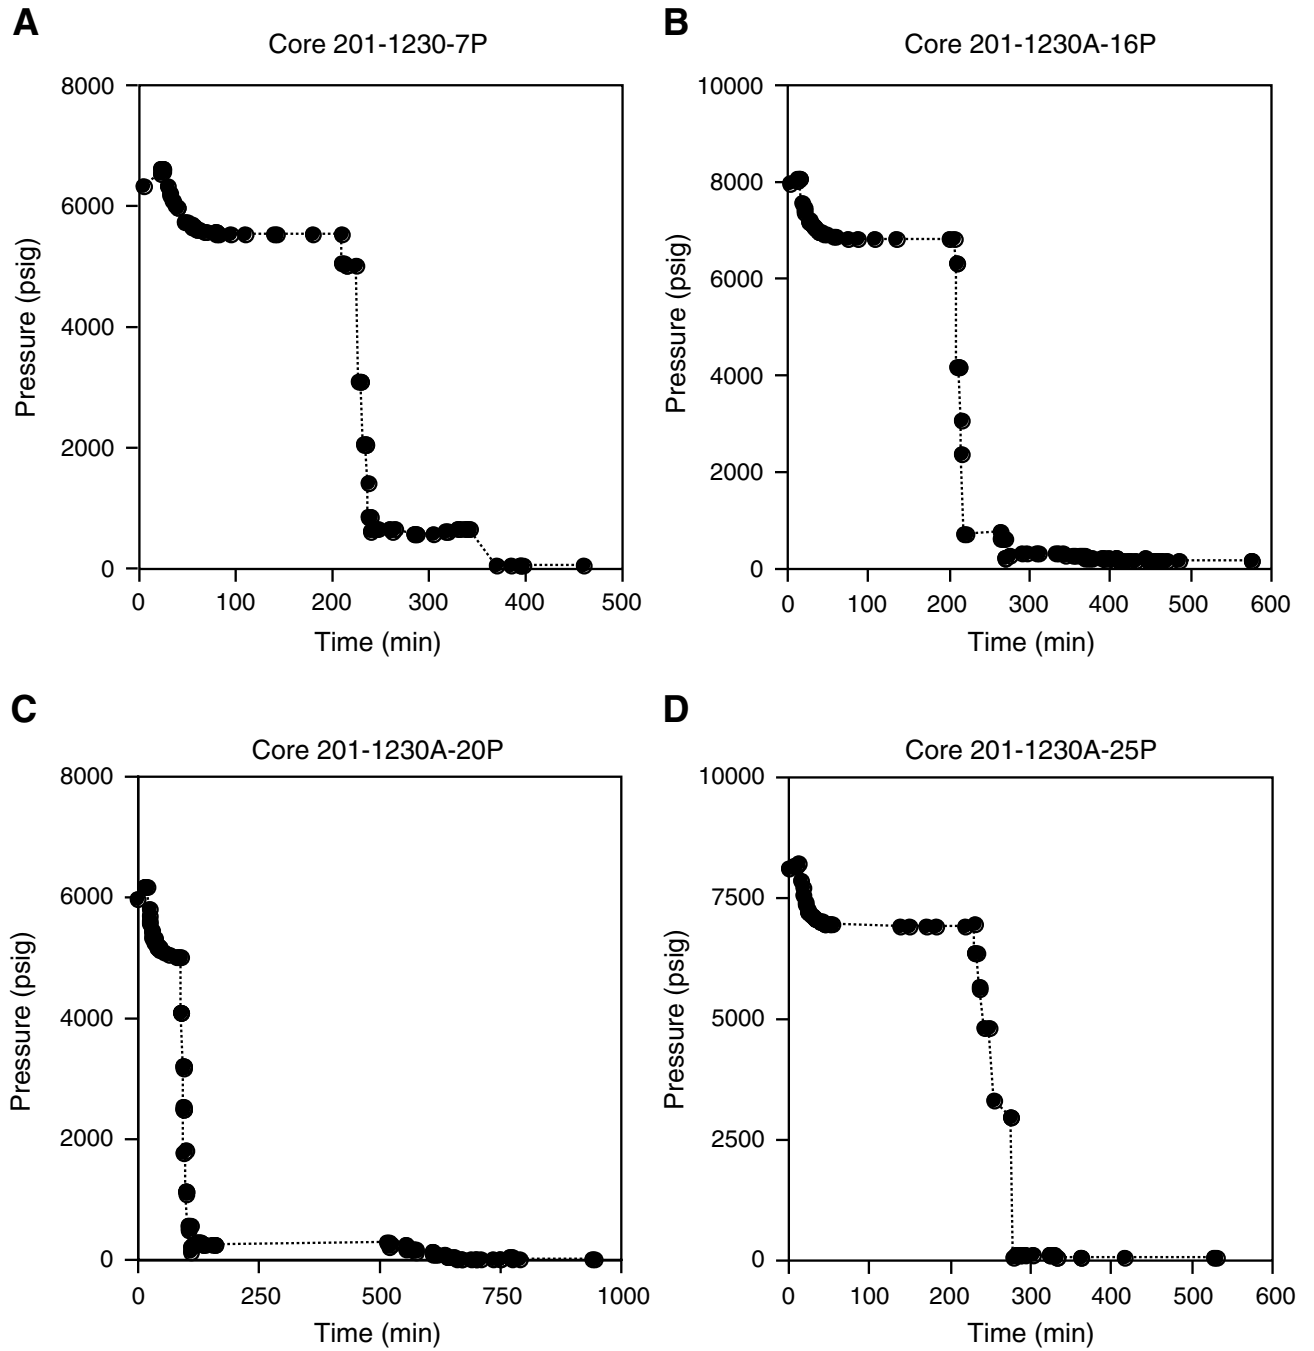 A
Core 201-1230-7P
8000
6000
4000
2000
0
Pressure (psig)
0 100 200 300 400 500
Time (min)
B
Core 201-1230A-16P
10000
8000
6000
4000
2000
0
Pressure (psig)
0 100 200 300 400 500 600
Time (min)
C
Core 201-1230A-20P
8000
6000
4000
2000
0
Pressure (psig)
0 250 500 750 1000
Time (min)
D
Core 201-1230A-25P
10000
7500
5000
2500
0
Pressure (psig)
0 100 200 300 400 500 600
Time (min)